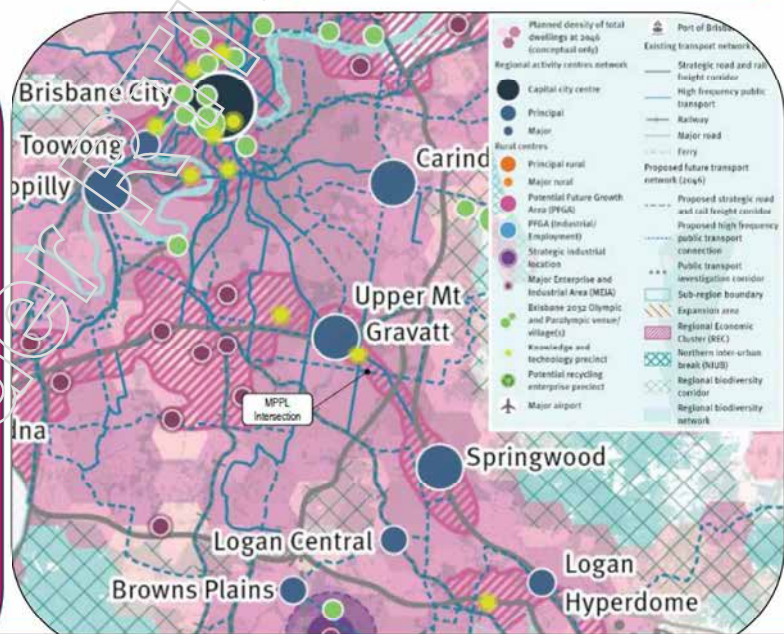 Brisbane City
Toowong
opilly
Carind
Upper Mt
Gravatt
MPPL
Intersection
dna
Springwood
Logan Central
Browns Plains
Logan
Hyperdome
Planned density of total
dwellings at 2046
(conceptual only)
Regional activity centres network
Capital city centre
Principal
Major
Rural centres
Principal rural
Major rural
Potential Future Growth
Area (PFGA)
PFGA (Industrial/
Employment)
Strategic industrial
location
Major Enterprise and
Industrial Area (MEIA)
Brisbane 2032 Olympic
and Paralympic venue/
village(s)
Knowledge and
technology precinct
Potential recycling
enterprise precinct
Major airport
Port of Brisbane
Existing transport network
Strategic road and rail
freight corridor
High frequency public
transport
Railway
Major road
Ferry
Proposed future transport
network (2046)
Proposed strategic road
and rail freight corridor
Proposed high frequency
public transport
connection
Public transport
investigation corridor
Sub-region boundary
Expansion area
Regional Economic
Cluster (REC)
Northern inter-urban
break (NIUB)
Regional biodiversity
corridor
Regional biodiversity
network